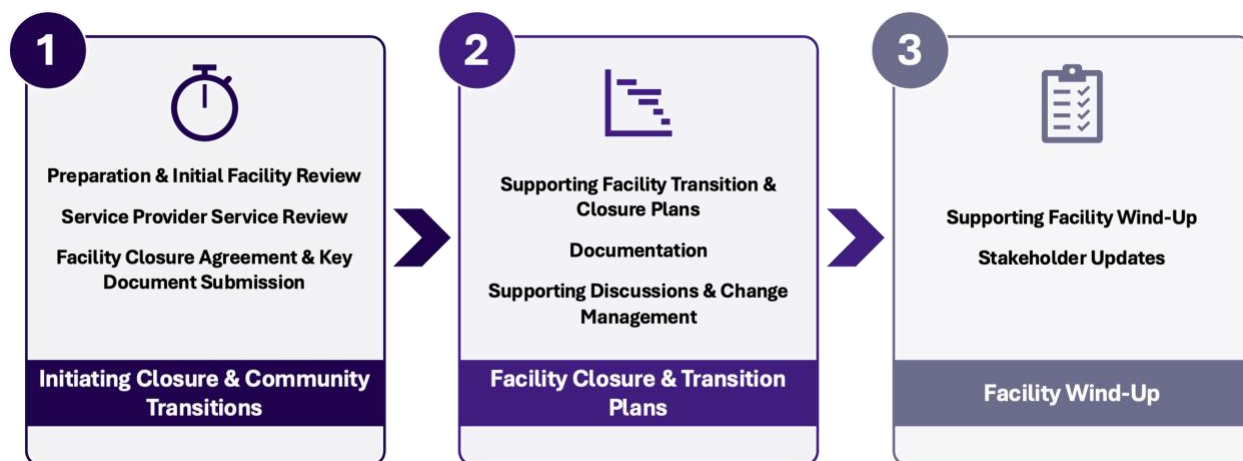 1
Preparation & Initial Facility Review
Service Provider Service Review
Facility Closure Agreement & Key
Document Submission
Initiating Closure & Community
Transitions
2
Supporting Facility Transition &
Closure Plans
Documentation
Supporting Discussions & Change
Management
Facility Closure & Transition
Plans
3
Supporting Facility Wind-Up
Stakeholder Updates
Facility Wind-Up